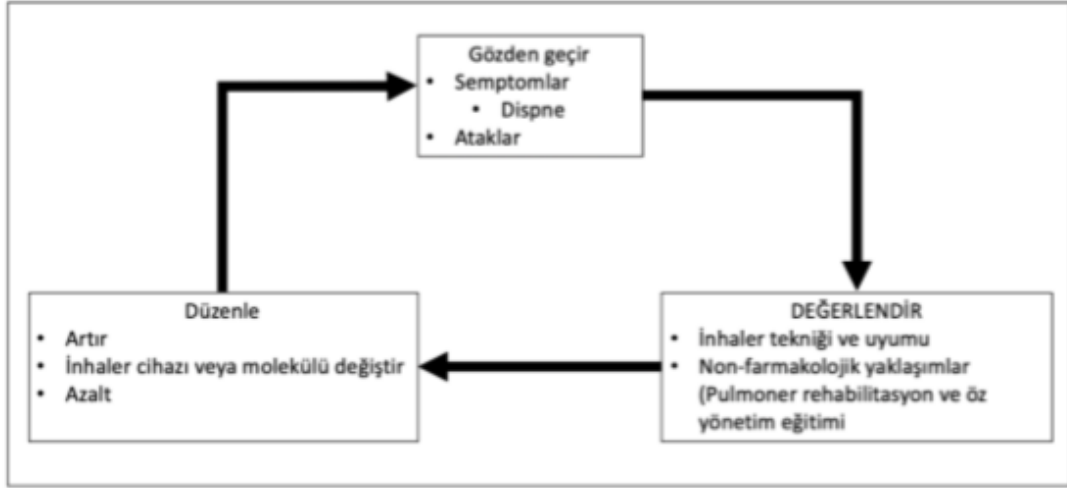 Gözden geçir
• Semptomlar
• Dispne
• Ataklar
DEĞERLENDİR
• İnhaler tekniği ve uyumu
• Non-farmakolojik yaklaşımlar
(Pulmoner rehabilitasyon ve öz
yönetim eğitimi
Düzenle
• Artır
• İnhaler cihazı veya molekülü değiştir
• Azalt